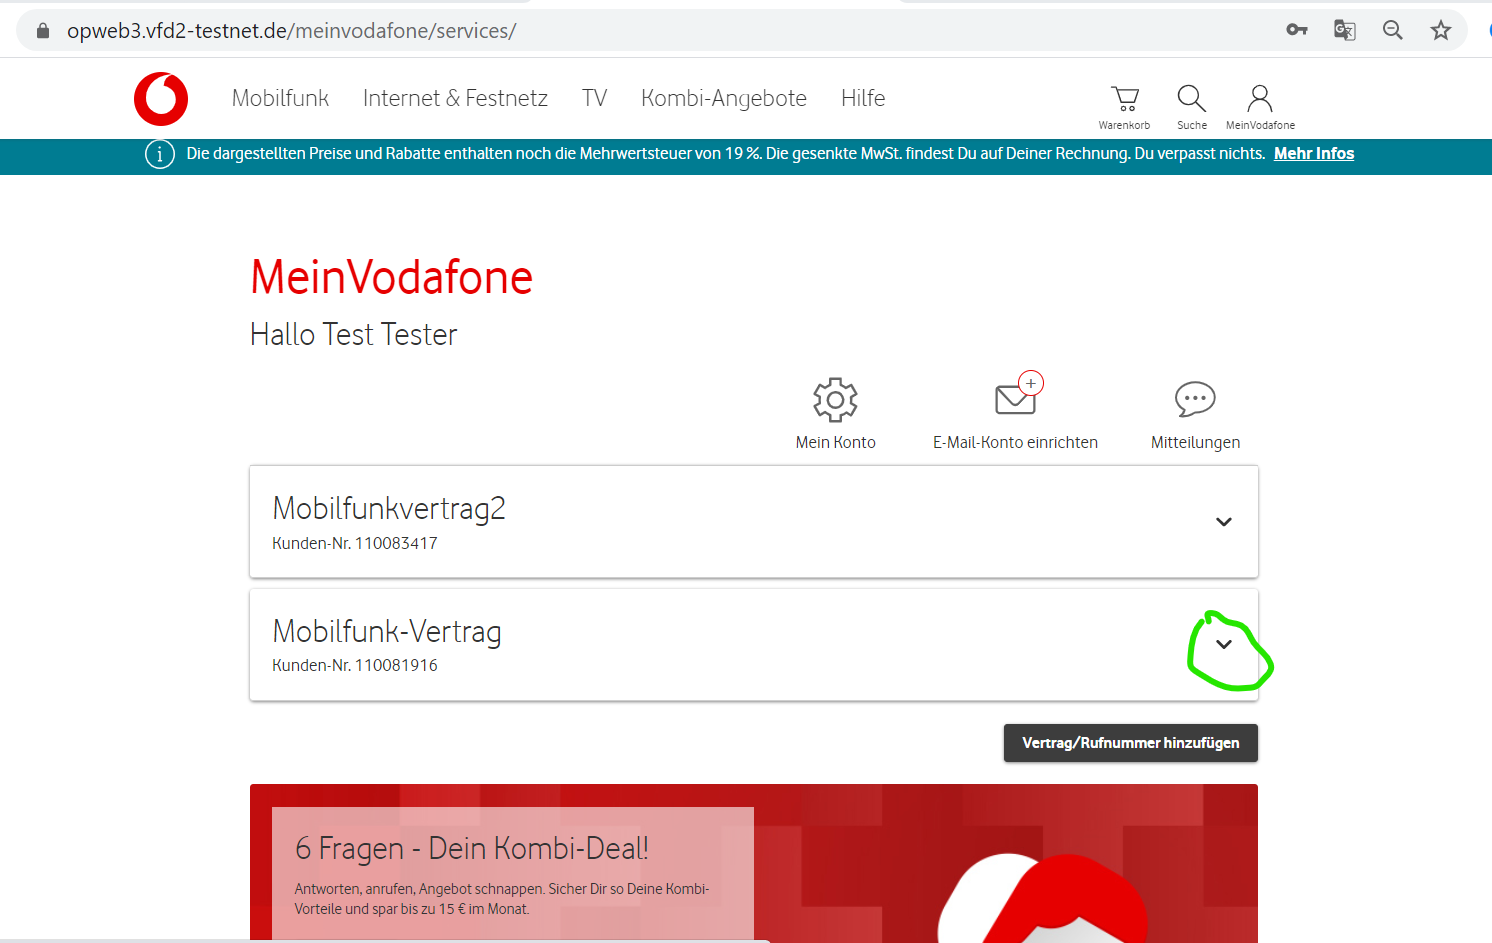 opweb3.vfd2-testnet.de/meinvodafone/services/
Mobilfunk Internet & Festnetz TV Kombi-Angebote Hilfe
Warenkorb Suche MeinVodafone
Die dargestellten Preise und Rabatte enthalten noch die Mehrwertsteuer von 19 %. Die gesenkte MwSt. findest Du auf Deiner Rechnung. Du verpasst nichts. Mehr Infos
MeinVodafone
Hallo Test Tester
Mein Konto E-Mail-Konto einrichten Mitteilungen
Mobilfunkvertrag2
Kunden-Nr. 110083417
Mobilfunk-Vertrag
Kunden-Nr. 110081916
Vertrag/Rufnummer hinzufügen
6 Fragen - Dein Kombi-Deal!
Antworten, anrufen, Angebot schnappen. Sicher Dir so Deine Kombi-
Vorteile und spar bis zu 15 € im Monat.